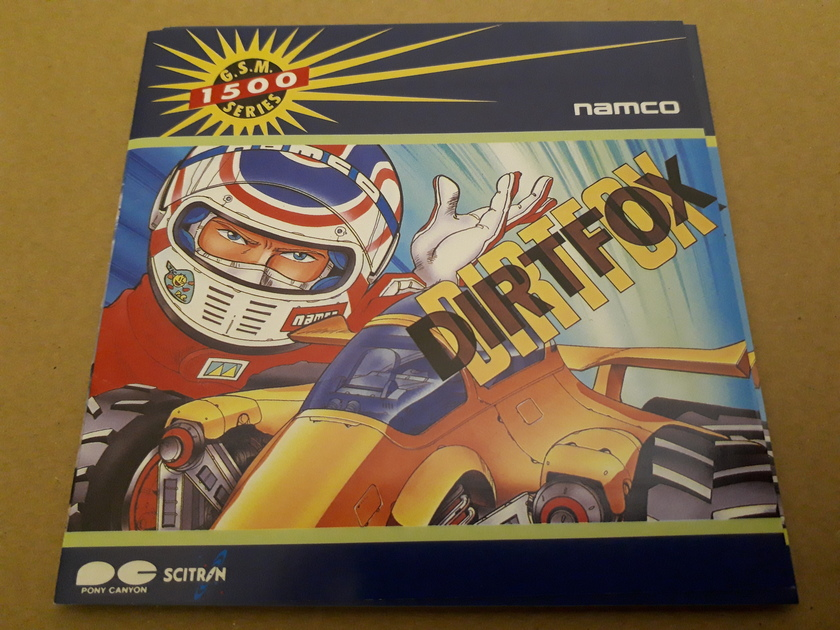 G.S.M.
1500
SERIES
namco
NAMCO
DIRTFOX
namco
PONY CANYON
SCITRON